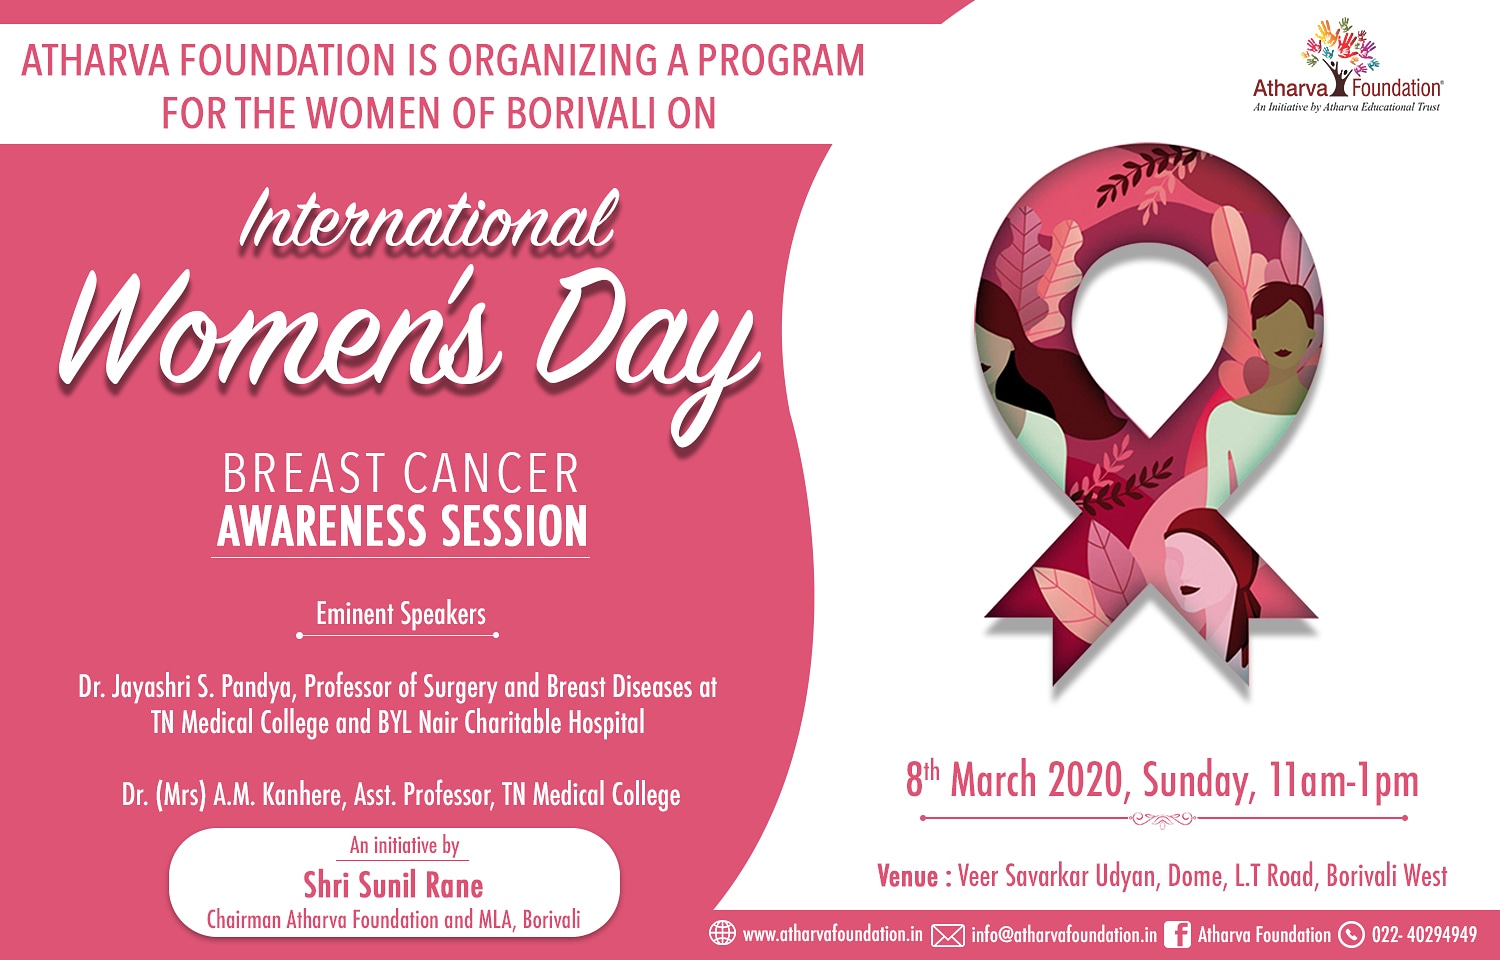 ATHARVA FOUNDATION IS ORGANIZING A PROGRAM
FOR THE WOMEN OF BORIVALI ON
Atharva Foundation®
An Initiative by Atharva Educational Trust
International
Women's Day
BREAST CANCER
AWARENESS SESSION
Eminent Speakers
Dr. Jayashri S. Pandya, Professor of Surgery and Breast Diseases at
TN Medical College and BYL Nair Charitable Hospital
Dr. (Mrs) A.M. Kanhere, Asst. Professor, TN Medical College
An initiative by
Shri Sunil Rane
Chairman Atharva Foundation and MLA, Borivali
8th March 2020, Sunday, 11am-1pm
Venue : Veer Savarkar Udyan, Dome, L.T Road, Borivali West
www.atharvafoundation.in info@atharvafoundation.in Atharva Foundation 022- 40294949